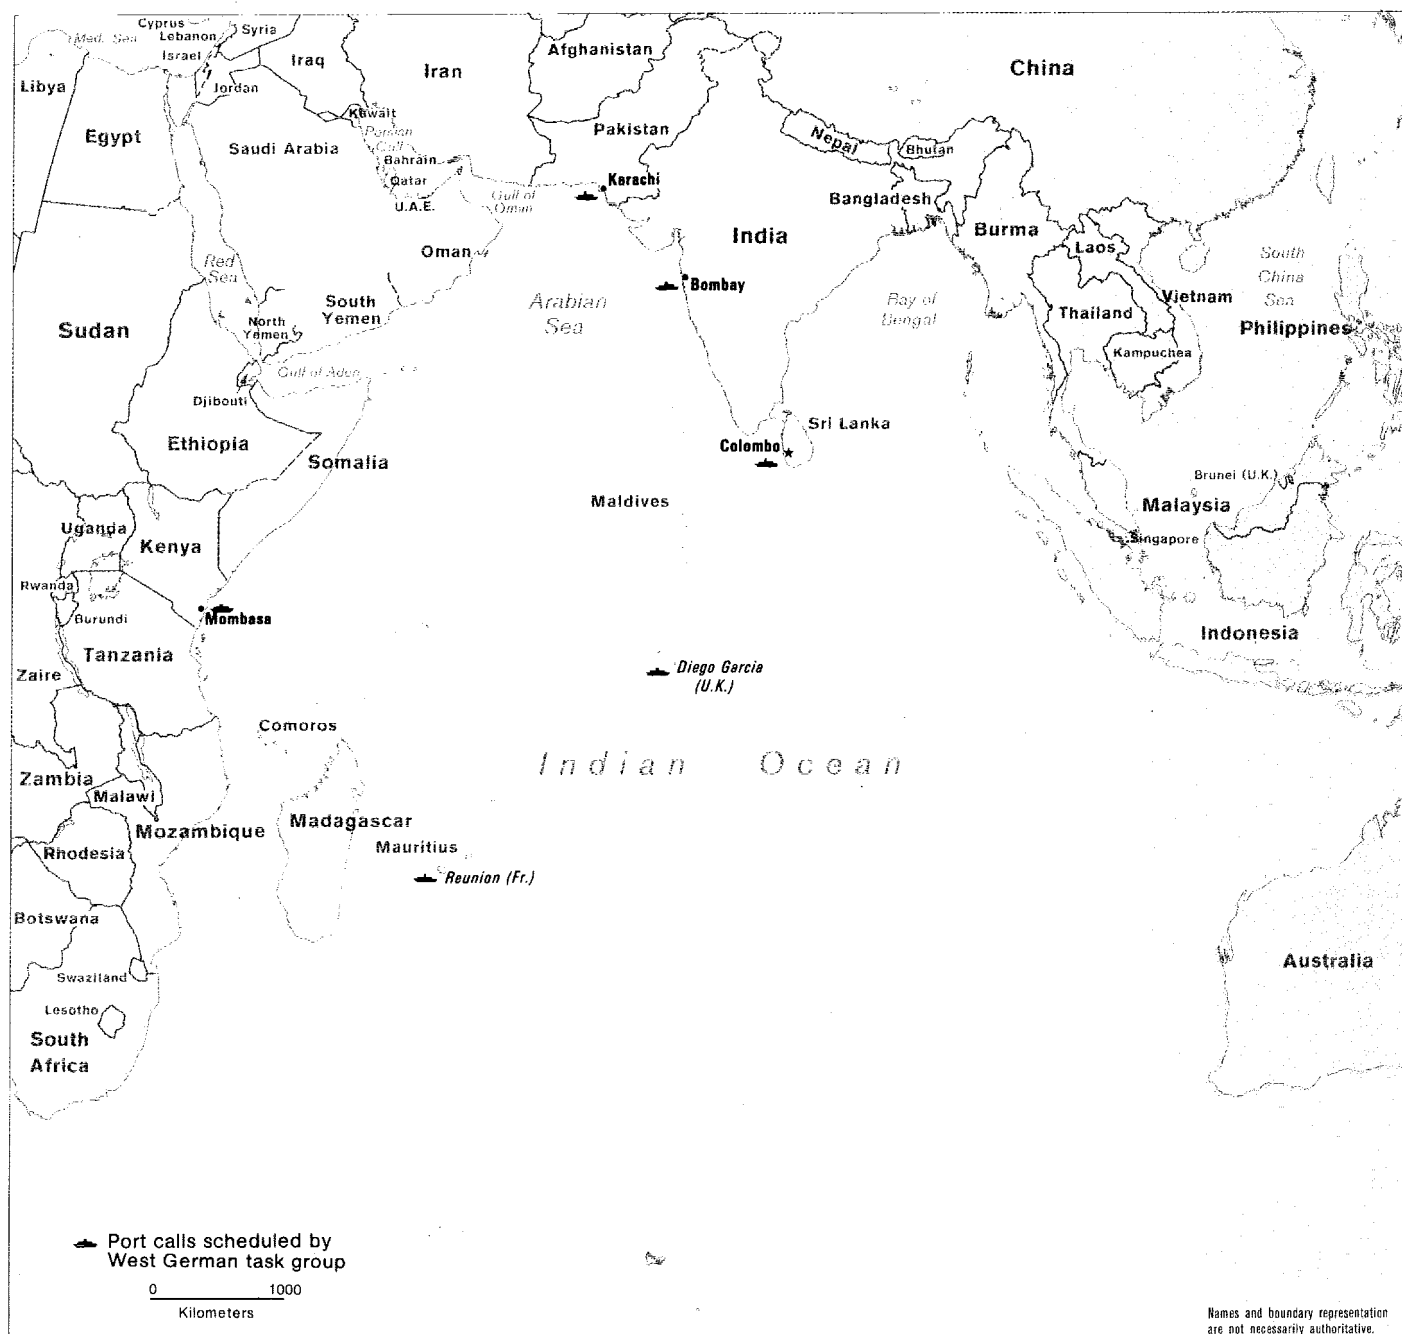 Cyprus
Lebanon
Syria
Med. Sea
Israel
Iraq
Iran
Afghanistan
China
Libya
Jordan
Kuwait
Egypt
Saudi Arabia
Persian
Gulf
Pakistan
Nepal
Bhutan
Bahrain
Qatar
U.A.E.
Gulf of
Oman
Karachi
Bangladesh
India
Burma
Laos
Oman
Red
Sea
South
China
Sea
Bombay
Arabian
Sea
Bay of
Bengal
Vietnam
South
Yemen
North
Yemen
Thailand
Philippines
Sudan
Kampuchea
Gulf of Aden
Djibouti
Ethiopia
Somalia
Sri Lanka
Colombo
Brunei (U.K.)
Maldives
Malaysia
Uganda
Kenya
Singapore
Rwanda
Burundi
Mombasa
Indonesia
Tanzania
Zaire
Diego Garcia
(U.K.)
Comoros
Indian Ocean
Zambia
Malawi
Madagascar
Mozambique
Mauritius
Rhodesia
Reunion (Fr.)
Botswana
Australia
Swaziland
Lesotho
South
Africa
Port calls scheduled by
West German task group
0 1000
Kilometers
Names and boundary representation
are not necessarily authoritative.